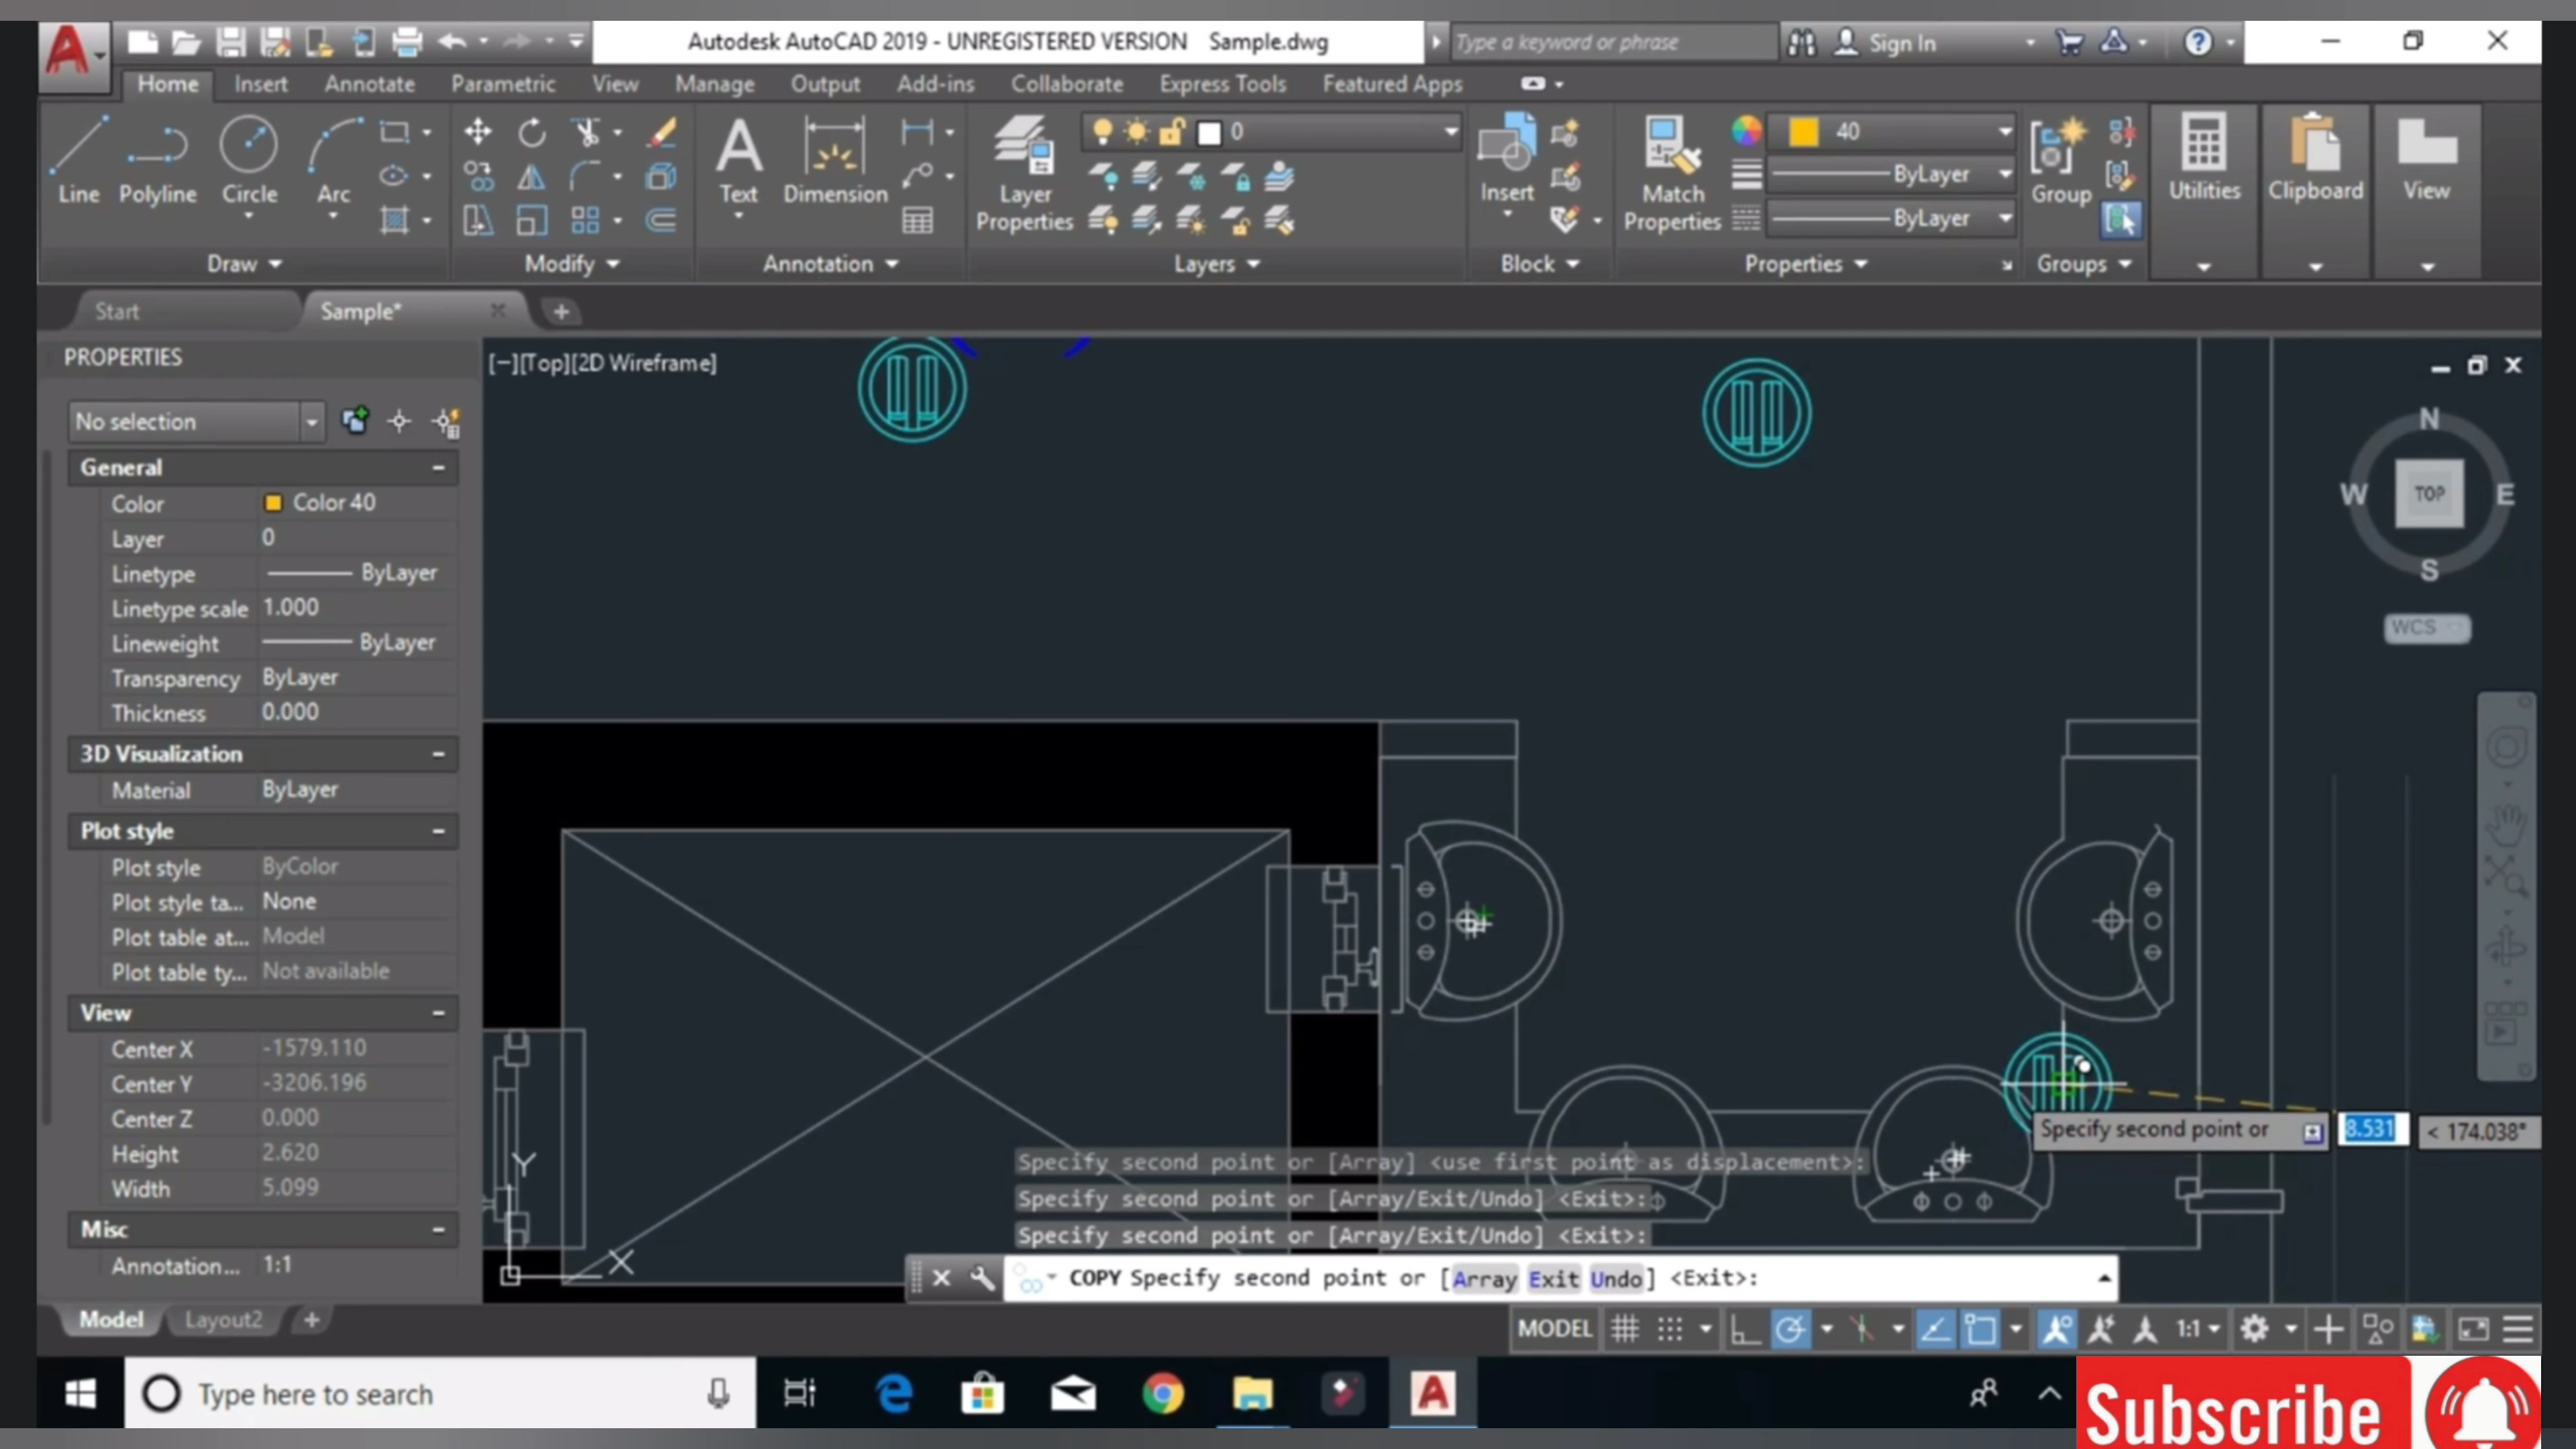 Autodesk AutoCAD 2019 - UNREGISTERED VERSION Sample.dwg
Type a keyword or phrase
Sign In
Home Insert Annotate Parametric View Manage Output Add-ins Collaborate Express Tools Featured Apps
0
40
ByLayer
ByLayer
Line Polyline Circle Arc
Text Dimension
Layer Properties
Insert
Match Properties
Group
Utilities Clipboard View
Draw Modify Annotation Layers Block Properties Groups
Start Sample*
PROPERTIES
[−][Top][2D Wireframe]
No selection
General
Color Color 40
Layer 0
Linetype ByLayer
Linetype scale 1.000
Lineweight ByLayer
Transparency ByLayer
Thickness 0.000
3D Visualization
Material ByLayer
Plot style
Plot style ByColor
Plot style ta... None
Plot table at... Model
Plot table ty... Not available
View
Center X -1579.110
Center Y -3206.196
Center Z 0.000
Height 2.620
Width 5.099
Misc
Annotation... 1:1
N
W TOP E
S
WCS
Y
X
Specify second point or 8.531 < 174.038°
Specify second point or [Array] <use first point as displacement>:
Specify second point or [Array/Exit/Undo] <Exit>:
Specify second point or [Array/Exit/Undo] <Exit>:
COPY Specify second point or [Array Exit Undo] <Exit>:
Model Layout2
MODEL 1:1
Type here to search
Subscribe